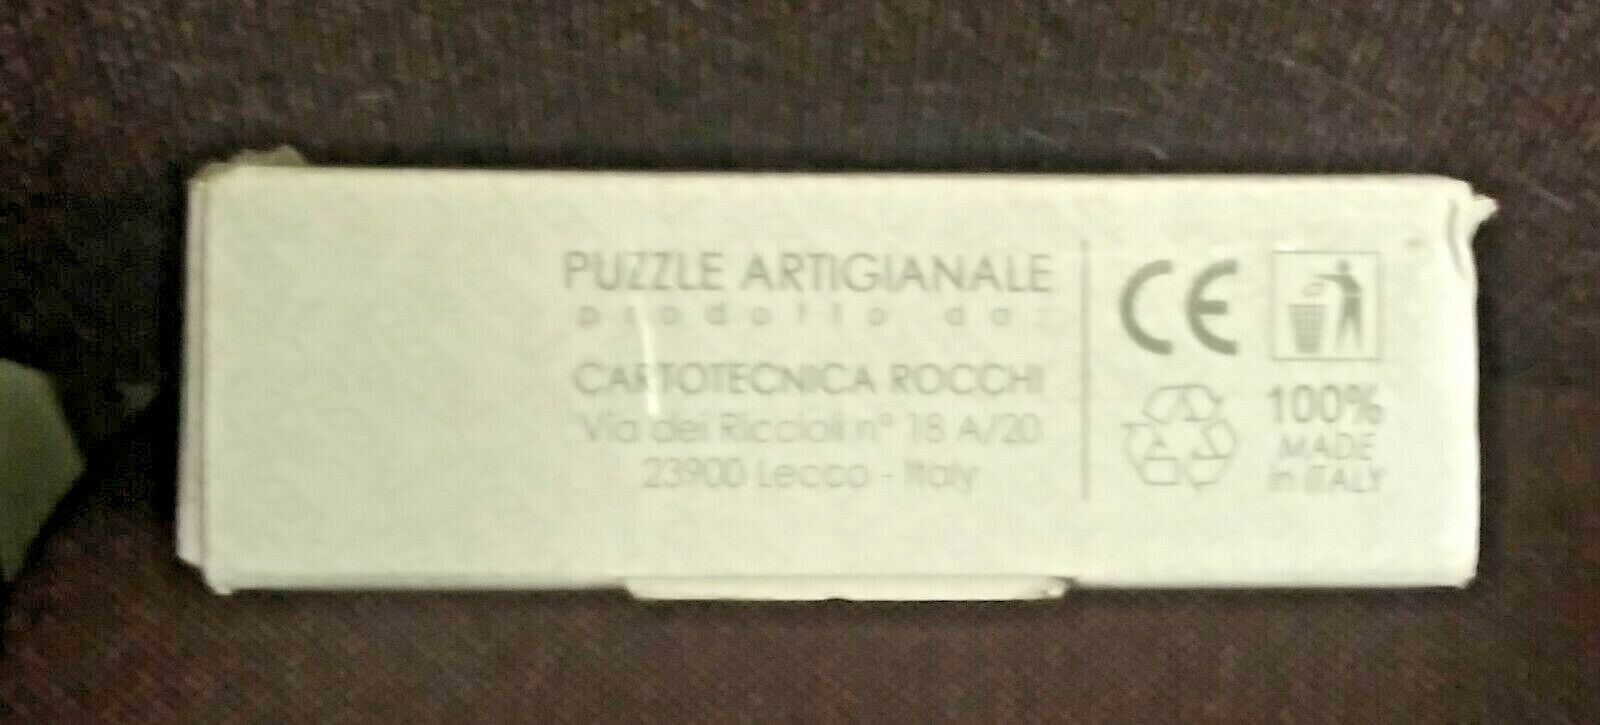 PUZZLE ARTIGIANALE
prodotto da:
CARTOTECNICA ROCCHI
Via dei Riccioli n° 18 A/20
23900 Lecco - Italy
CE
100%
MADE
in ITALY